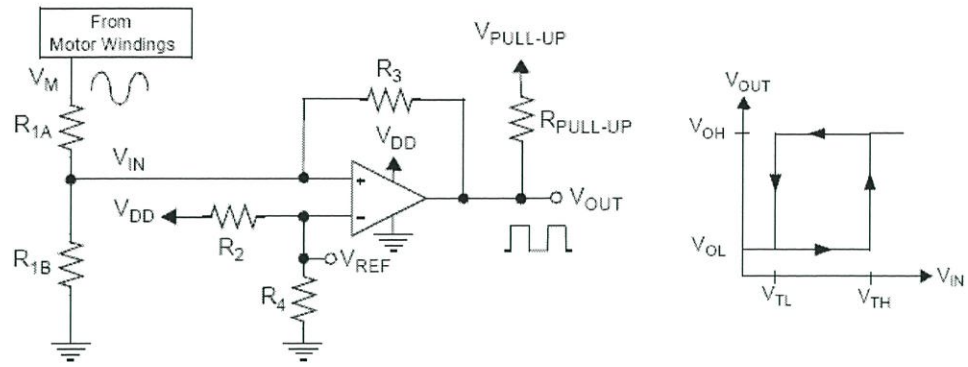 From
Motor Windings
V_M
R_1A
V_IN
R_1B
V_DD
R_2
R_3
V_DD
+
−
V_REF
R_4
V_PULL-UP
R_PULL-UP
V_OUT
V_OUT
V_OH
V_OL
V_TL
V_TH
V_IN